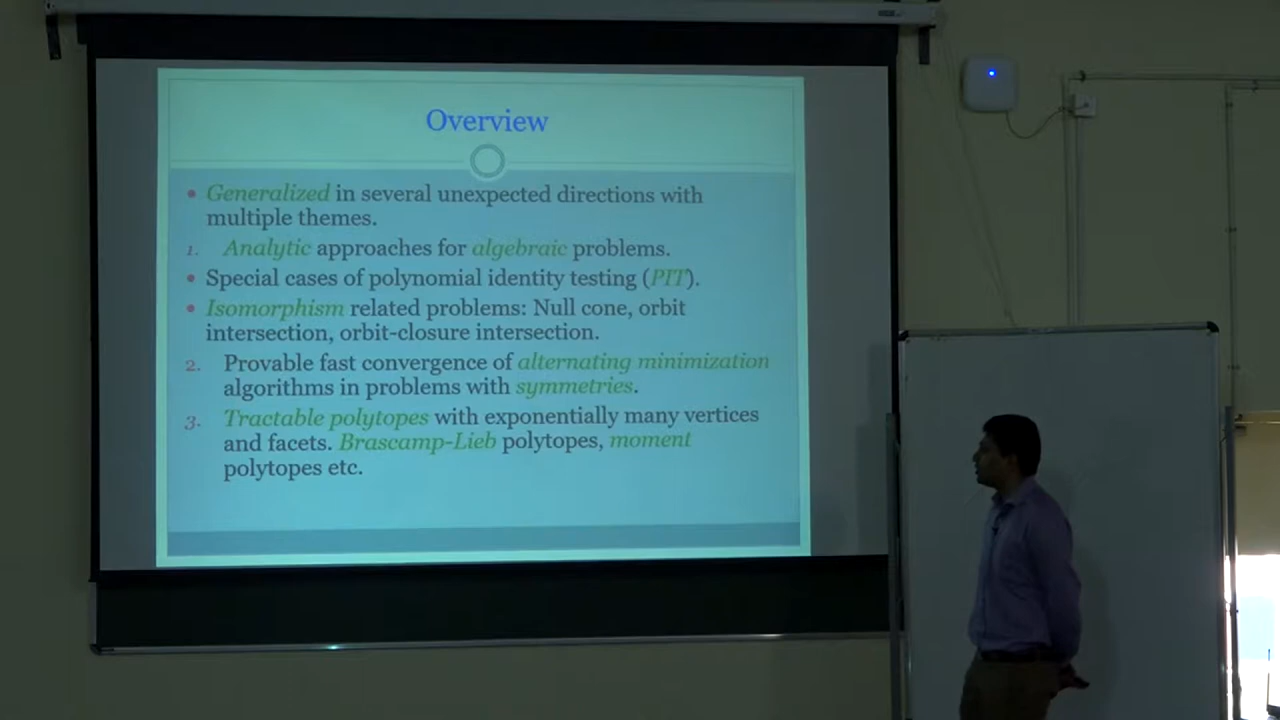 Overview
• Generalized in several unexpected directions with
multiple themes.
1. Analytic approaches for algebraic problems.
• Special cases of polynomial identity testing (PIT).
• Isomorphism related problems: Null cone, orbit
intersection, orbit-closure intersection.
2. Provable fast convergence of alternating minimization
algorithms in problems with symmetries.
3. Tractable polytopes with exponentially many vertices
and facets. Brascamp-Lieb polytopes, moment
polytopes etc.